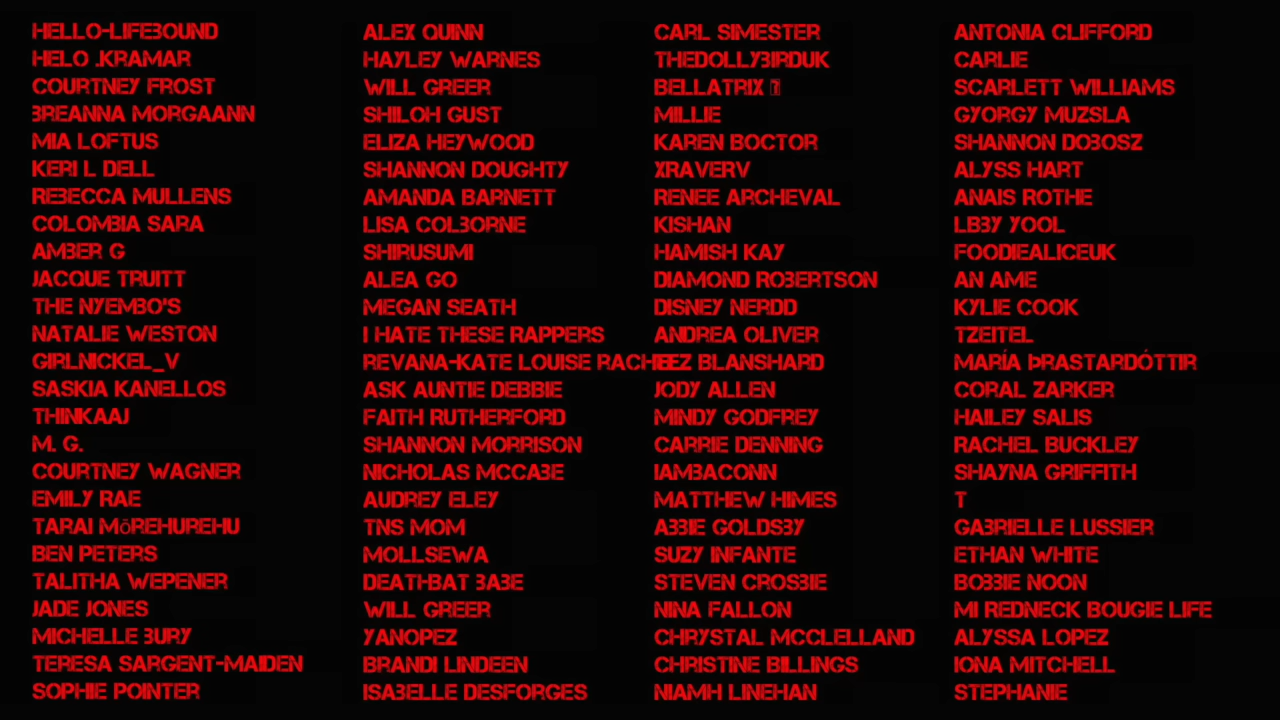 HELLO-LIFEBOUND
HELO .KRAMAR
COURTNEY FROST
BREANNA MORGAANN
MIA LOFTUS
KERI L DELL
REBECCA MULLENS
COLOMBIA SARA
AMBER G
JACQUE TRUITT
THE NYEMBO'S
NATALIE WESTON
GIRLNICKEL_V
SASKIA KANELLOS
THINKAAJ
M. G.
COURTNEY WAGNER
EMILY RAE
TARAI MōREHUREHU
BEN PETERS
TALITHA WEPENER
JADE JONES
MICHELLE BURY
TERESA SARGENT-MAIDEN
SOPHIE POINTER
ALEX QUINN
HAYLEY WARNES
WILL GREER
SHILOH GUST
ELIZA HEYWOOD
SHANNON DOUGHTY
AMANDA BARNETT
LISA COLBORNE
SHIRUSUMI
ALEA GO
MEGAN SEATH
I HATE THESE RAPPERS
REVANA-KATE LOUISE
ASK AUNTIE DEBBIE
FAITH RUTHERFORD
SHANNON MORRISON
NICHOLAS MCCABE
AUDREY ELEY
TNS MOM
MOLLSEWA
DEATHBAT BABE
WILL GREER
YANOPEZ
BRANDI LINDEEN
ISABELLE DESFORGES
CARL SIMESTER
THEDOLLYBIRDUK
BELLATRIX
MILLIE
KAREN BOCTOR
XRAVERV
RENEE ARCHEVAL
KISHAN
HAMISH KAY
DIAMOND ROBERTSON
DISNEY NERDD
ANDREA OLIVER
BLANSHARD
JODY ALLEN
MINDY GODFREY
CARRIE DENNING
IAMBACONN
MATTHEW HIMES
ABBIE GOLDSBY
SUZY INFANTE
STEVEN CROSBIE
NINA FALLON
CHRYSTAL MCCLELLAND
CHRISTINE BILLINGS
NIAMH LINEHAN
ANTONIA CLIFFORD
CARLIE
SCARLETT WILLIAMS
GYORGY MUZSLA
SHANNON DOBOSZ
ALYSS HART
ANAIS ROTHE
LBBY YOOL
FOODIEALICEUK
AN AME
KYLIE COOK
TZEITEL
MARÍA ÞRASTARDÓTTIR
CORAL ZARKER
HAILEY SALIS
RACHEL BUCKLEY
SHAYNA GRIFFITH
T
GABRIELLE LUSSIER
ETHAN WHITE
BOBBIE NOON
MI REDNECK BOUGIE LIFE
ALYSSA LOPEZ
IONA MITCHELL
STEPHANIE